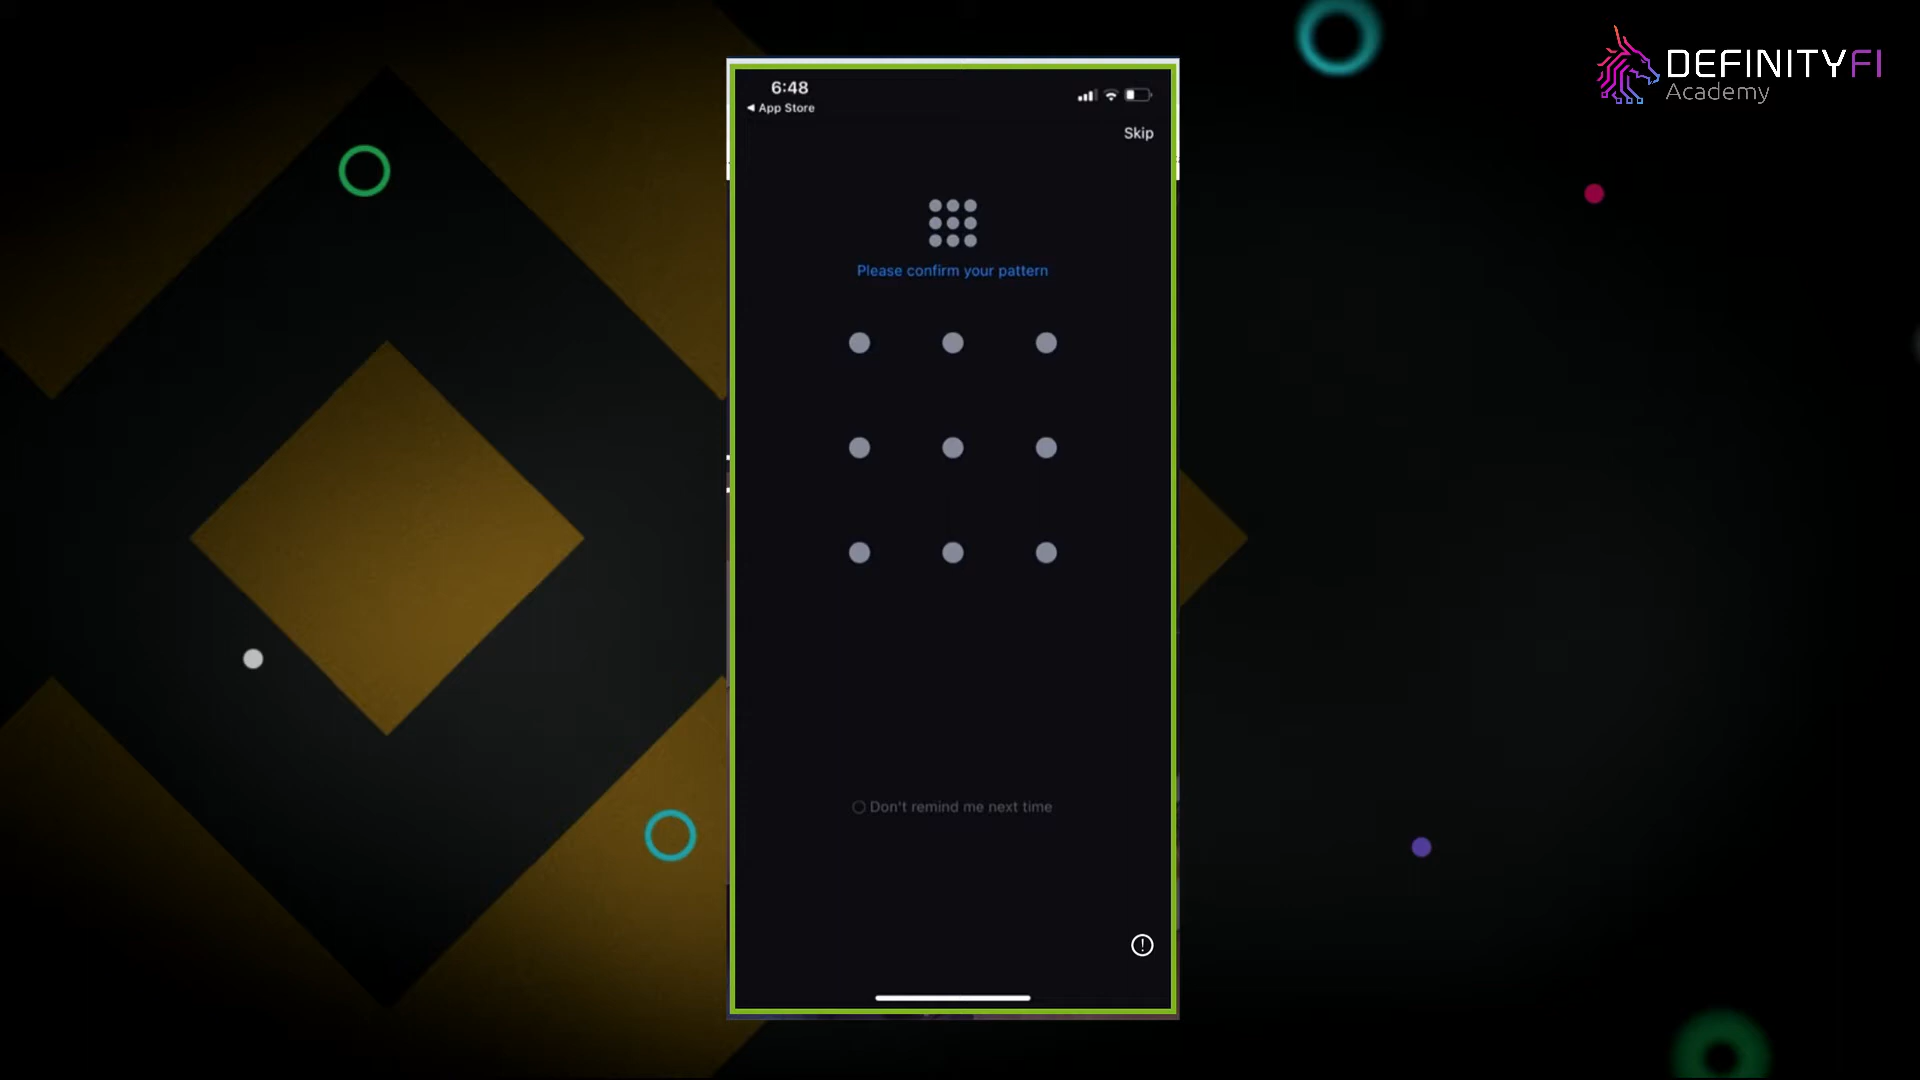 DEFINITYFI
Academy
6:48
◀ App Store
Skip
Please confirm your pattern
Don't remind me next time